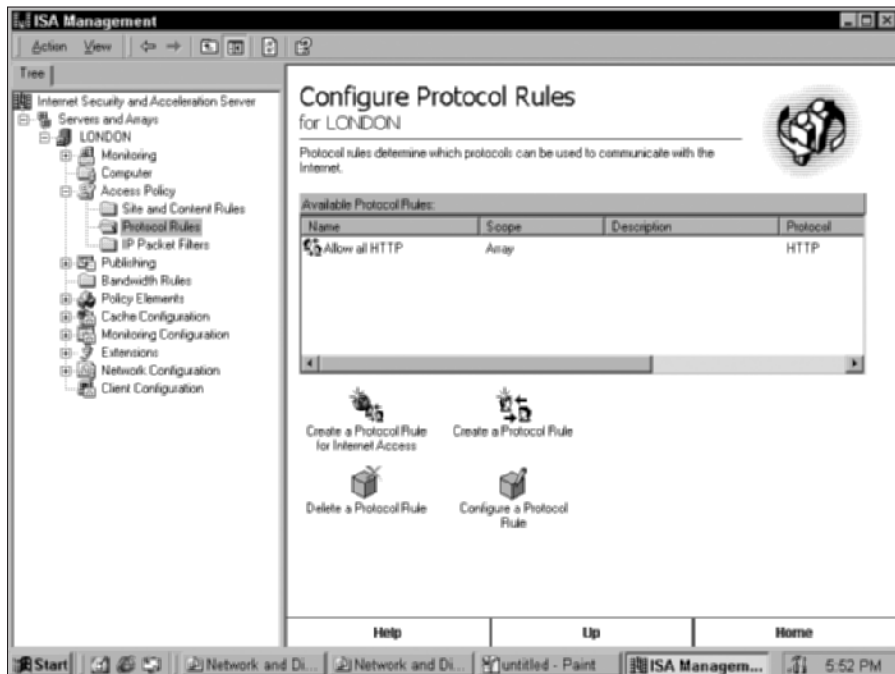 ISA Management
Action View
Tree
Internet Security and Acceleration Server
Servers and Arrays
LONDON
Monitoring
Computer
Access Policy
Site and Content Rules
Protocol Rules
IP Packet Filters
Publishing
Bandwidth Rules
Policy Elements
Cache Configuration
Monitoring Configuration
Extensions
Network Configuration
Client Configuration
Configure Protocol Rules
for LONDON
Protocol rules determine which protocols can be used to communicate with the
Internet.
Available Protocol Rules:
Name Scope Description Protocol
Allow all HTTP Array HTTP
Create a Protocol Rule
for Internet Access
Create a Protocol Rule
Delete a Protocol Rule
Configure a Protocol
Rule
Help Up Home
Start Network and Di... Network and Di... untitled - Paint ISA Managem... 5:52 PM